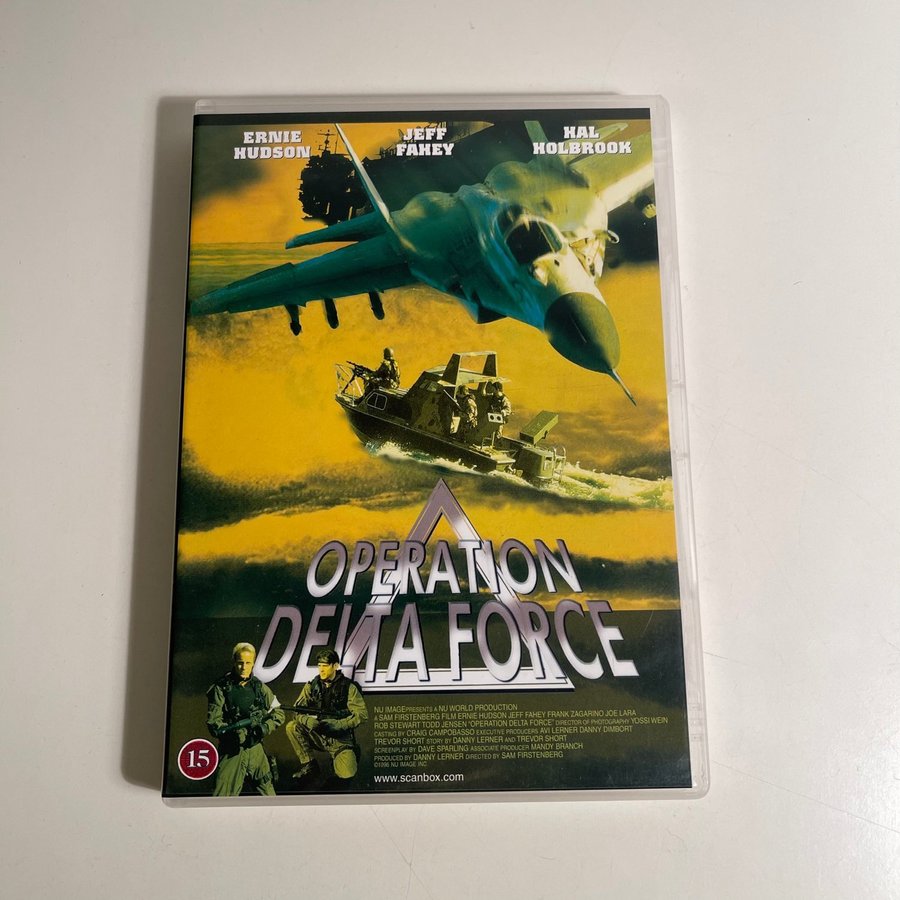 ERNIE HUDSON
JEFF FAHEY
HAL HOLBROOK
OPERATION
DELTA FORCE
NU IMAGE PRESENTS A NU WORLD PRODUCTION
A SAM FIRSTENBERG FILM ERNIE HUDSON JEFF FAHEY FRANK ZAGARINO JOE LARA
ROB STEWART TODD JENSEN "OPERATION DELTA FORCE" DIRECTOR OF PHOTOGRAPHY YOSSI WEIN
CASTING BY CRAIG CAMPOBASSO EXECUTIVE PRODUCERS AVI LERNER DANNY DIMBORT
TREVOR SHORT STORY BY DANNY LERNER AND TREVOR SHORT
SCREENPLAY BY DAVE SPARLING ASSOCIATE PRODUCER MANDY BRANCH
PRODUCED BY DANNY LERNER DIRECTED BY SAM FIRSTENBERG
©1996 NU IMAGE INC.
15
www.scanbox.com